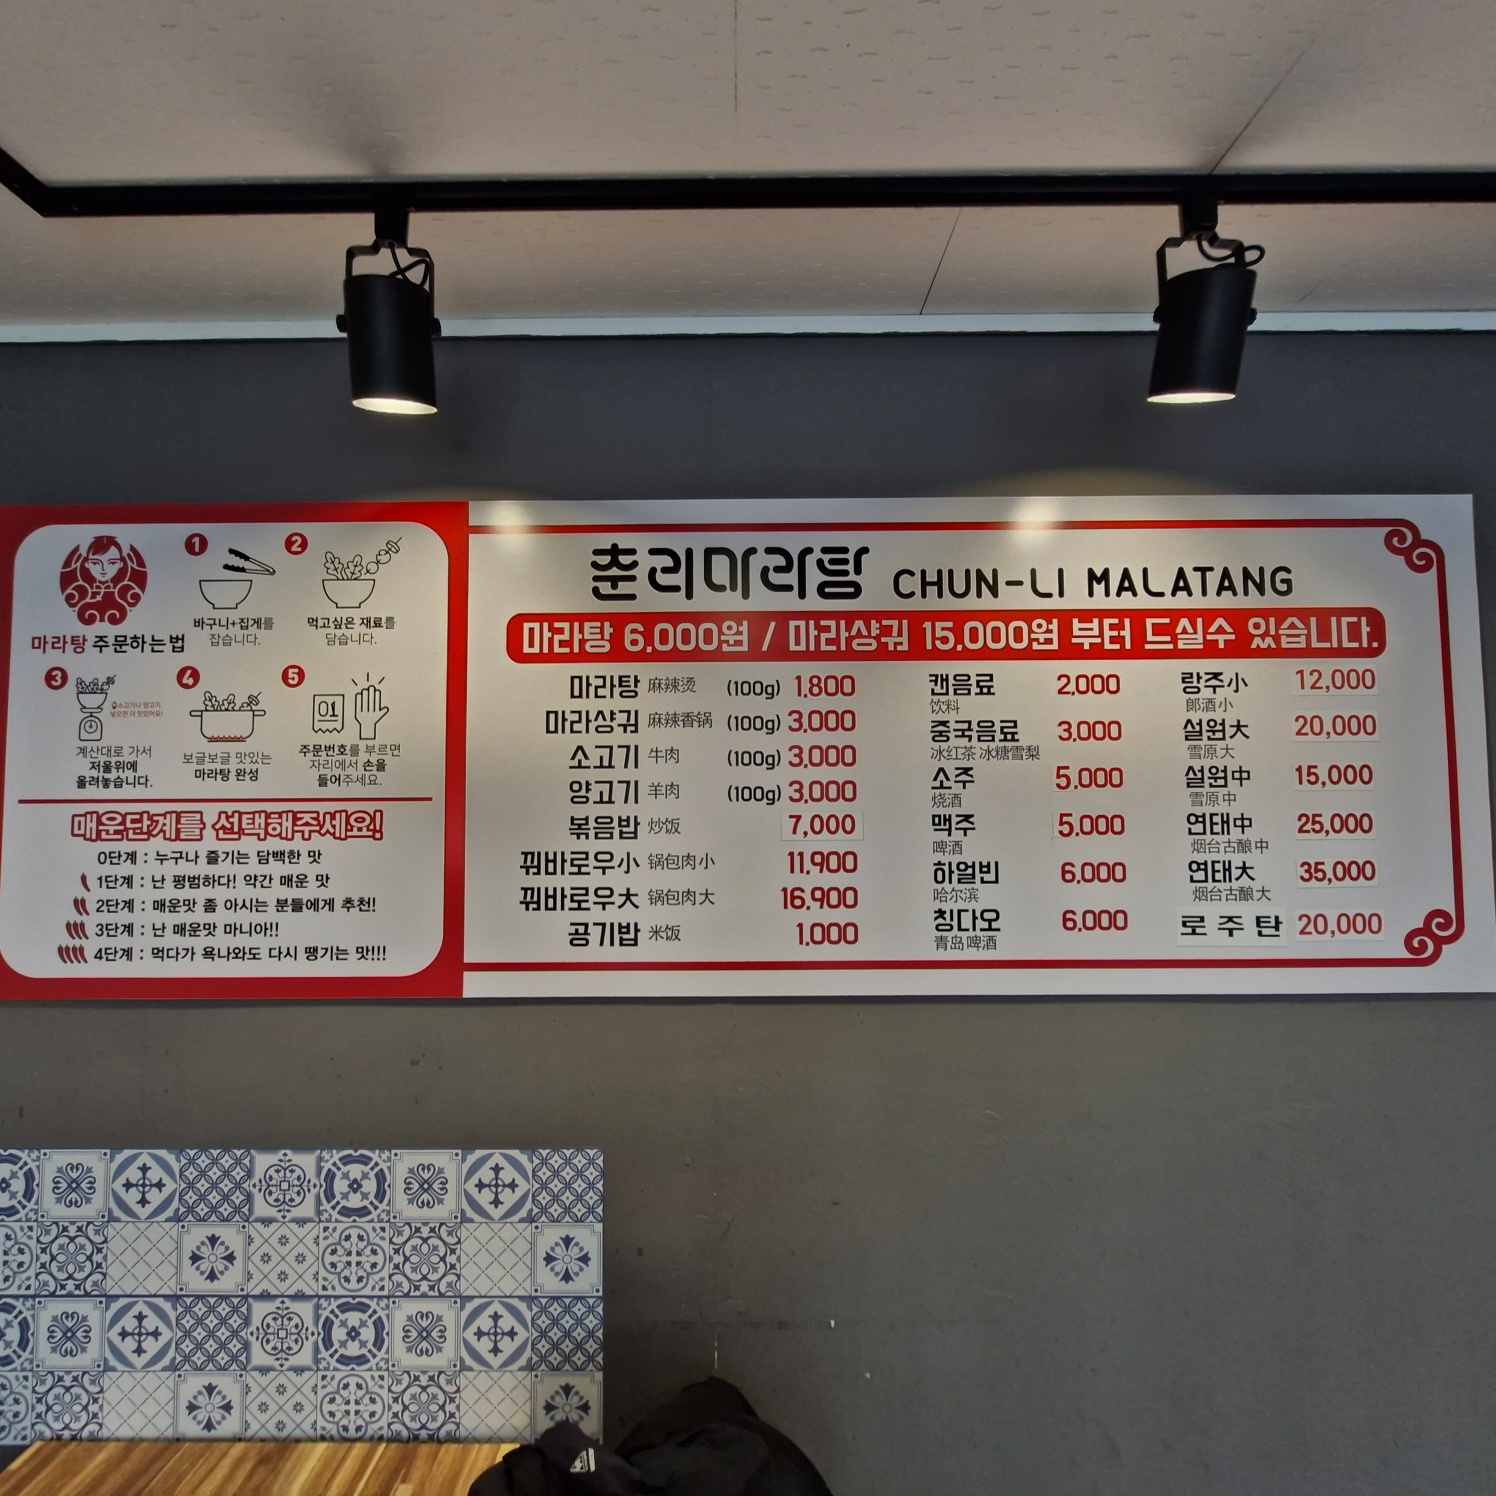 마라탕 주문하는법
1
바구니+집게를
잡습니다.
2
먹고싶은 재료를
담습니다.
3
소고기나 양고기
넣으면 더 맛있어요!
계산대로 가서
저울위에
올려놓습니다.
4
보글보글 맛있는
마라탕 완성
5
01
주문번호를 부르면
자리에서 손을
들어주세요.
매운단계를 선택해주세요!
0단계 : 누구나 즐기는 담백한 맛
1단계 : 난 평범하다! 약간 매운 맛
2단계 : 매운맛 좀 아시는 분들에게 추천!
3단계 : 난 매운맛 마니아!!
4단계 : 먹다가 욕나와도 다시 땡기는 맛!!!
춘리마라탕 CHUN-LI MALATANG
마라탕 6,000원 / 마라샹궈 15,000원 부터 드실수 있습니다.
마라탕 麻辣烫 (100g) 1,800
마라샹궈 麻辣香锅 (100g) 3,000
소고기 牛肉 (100g) 3,000
양고기 羊肉 (100g) 3,000
볶음밥 炒饭 7,000
꿔바로우小 锅包肉小 11,900
꿔바로우大 锅包肉大 16,900
공기밥 米饭 1,000
캔음료 2,000
饮料
중국음료 3,000
冰红茶 冰糖雪梨
소주 5,000
烧酒
맥주 5,000
啤酒
하얼빈 6,000
哈尔滨
칭다오 6,000
青岛啤酒
랑주小 12,000
郎酒小
설원大 20,000
雪原大
설원中 15,000
雪原中
연태中 25,000
烟台古酿中
연태大 35,000
烟台古酿大
로주탄 20,000